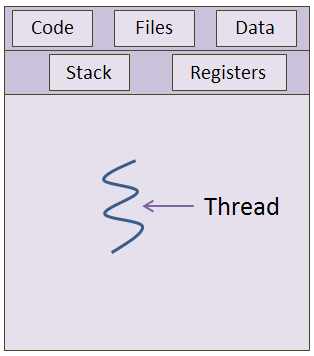 Code Files Data
Stack Registers
Thread